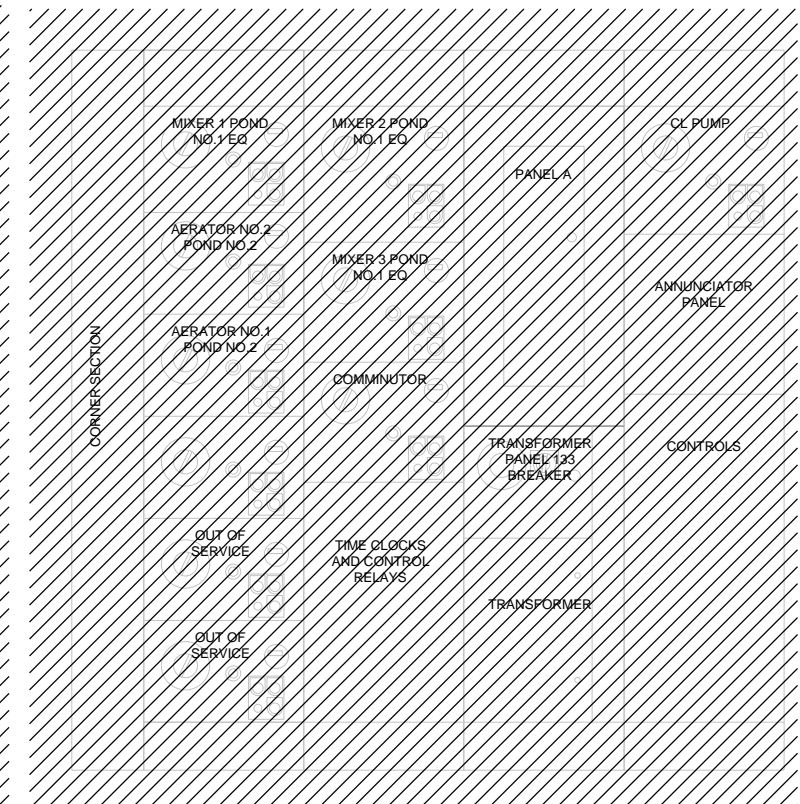 CORNER SECTION
MIXER 1 POND
NO.1 EQ
AERATOR NO.2
POND NO.2
AERATOR NO.1
POND NO.2
OUT OF
SERVICE
OUT OF
SERVICE
MIXER 2 POND
NO.1 EQ
MIXER 3 POND
NO.1 EQ
COMMINUTOR
TIME CLOCKS
AND CONTROL
RELAYS
PANEL A
TRANSFORMER
PANEL 133
BREAKER
TRANSFORMER
CL PUMP
ANNUNCIATOR
PANEL
CONTROLS